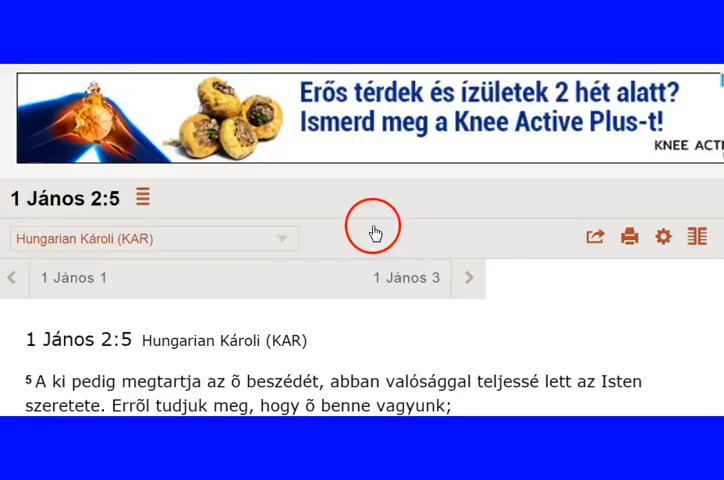 Erős térdek és ízületek 2 hét alatt?
Ismerd meg a Knee Active Plus-t!
KNEE ACTI
1 János 2:5
Hungarian Károli (KAR)
1 János 1
1 János 3
1 János 2:5 Hungarian Károli (KAR)
5 A ki pedig megtartja az õ beszédét, abban valósággal teljessé lett az Isten
szeretete. Errõl tudjuk meg, hogy õ benne vagyunk;